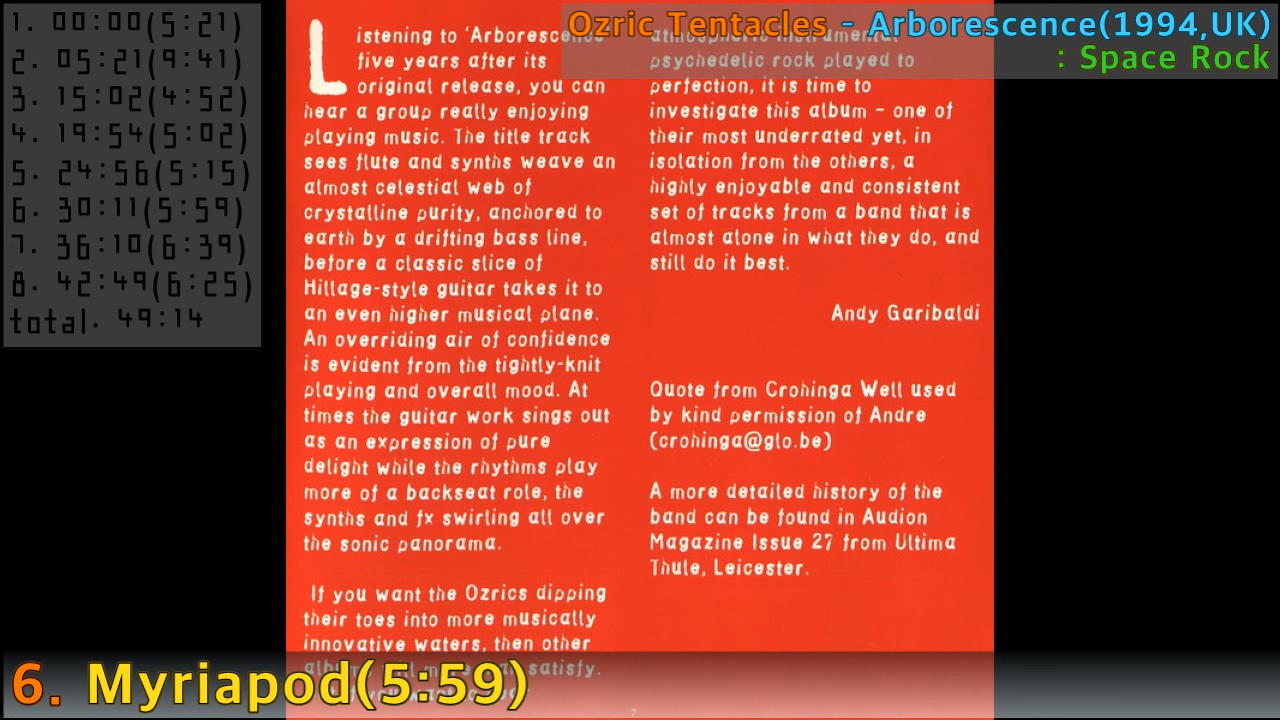 1. 00:00(5:21)
2. 05:21(9:41)
3. 15:02(4:52)
4. 19:54(5:02)
5. 24:56(5:15)
6. 30:11(5:59)
7. 36:10(6:39)
8. 42:49(6:25)
total. 49:14
Ozric Tentacles - Arborescence(1994,UK)
: Space Rock
Listening to 'Arborescence'
five years after its
original release, you can
hear a group really enjoying
playing music. The title track
sees flute and synths weave an
almost celestial web of
crystalline purity, anchored to
earth by a drifting bass line,
before a classic slice of
Hillage-style guitar takes it to
an even higher musical plane.
An overriding air of confidence
is evident from the tightly-knit
playing and overall mood. At
times the guitar work sings out
as an expression of pure
delight while the rhythms play
more of a backseat role, the
synths and fx swirling all over
the sonic panorama.
If you want the Ozrics dipping
their toes into more musically
innovative waters, then other
satisfy.
atmospheric instrumental
psychedelic rock played to
perfection, it is time to
investigate this album - one of
their most underrated yet, in
isolation from the others, a
highly enjoyable and consistent
set of tracks from a band that is
almost alone in what they do, and
still do it best.
Andy Garibaldi
Quote from Crohinga Well used
by kind permission of Andre
(crohinga@glo.be)
A more detailed history of the
band can be found in Audion
Magazine Issue 27 from Ultima
Thule, Leicester.
7
6. Myriapod(5:59)